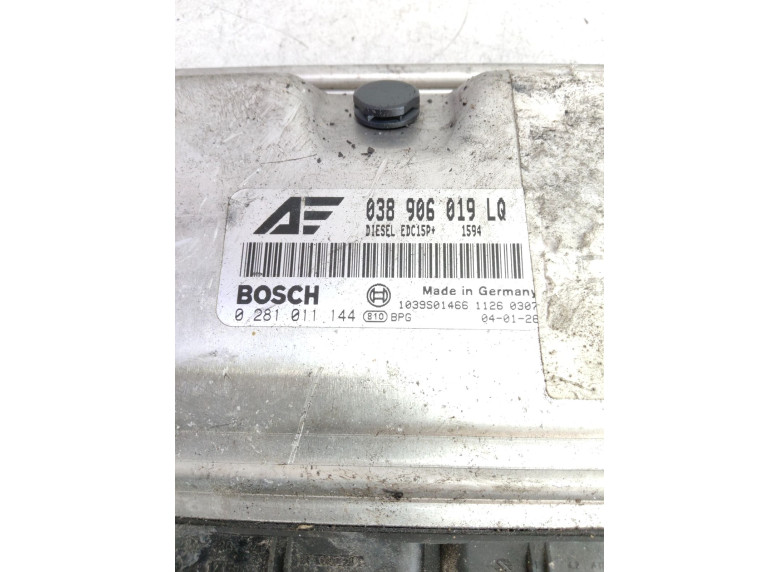 AE 038 906 019 LQ
DIESEL EDC15P+ 1594
BOSCH Made in Germany
1039S01466 1126 0307
0 281 011 144 810 BPG 04-01-28